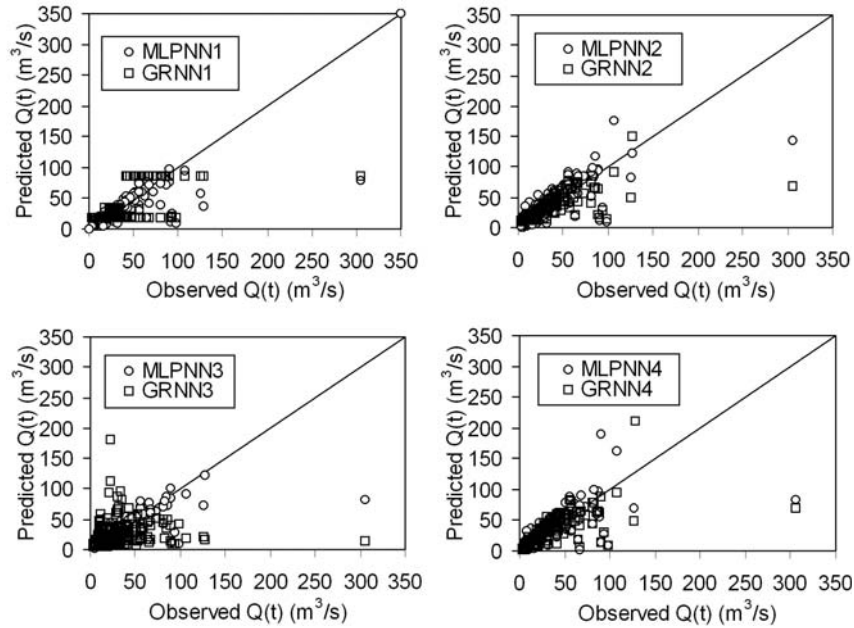 350
300
250
200
150
100
50
0
Predicted Q(t) (m³/s)
MLPNN1
GRNN1
0 50 100 150 200 250 300 350
Observed Q(t) (m³/s)
350
300
250
200
150
100
50
0
Predicted Q(t) (m³/s)
MLPNN2
GRNN2
0 50 100 150 200 250 300 350
Observed Q(t) (m³/s)
350
300
250
200
150
100
50
0
Predicted Q(t) (m³/s)
MLPNN3
GRNN3
0 50 100 150 200 250 300 350
Observed Q(t) (m³/s)
350
300
250
200
150
100
50
0
Predicted Q(t) (m³/s)
MLPNN4
GRNN4
0 50 100 150 200 250 300 350
Observed Q(t) (m³/s)